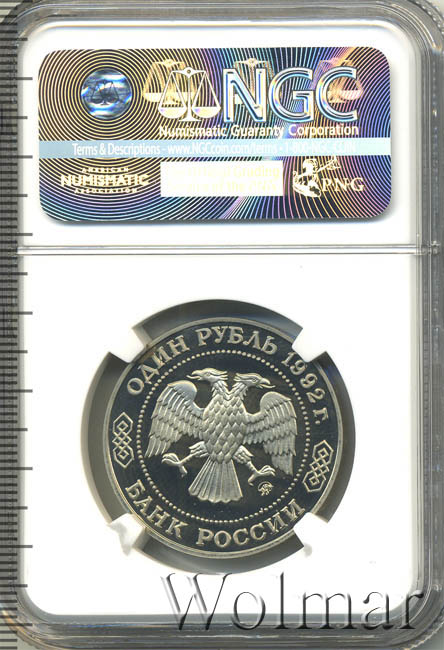 NGC
Numismatic Guaranty Corporation
Terms & Descriptions - www.NGCcoin.com/terms - 1-800-NGC-COIN
NUMISMATIC
PNG
ОДИН РУБЛЬ 1992 г.
БАНК РОССИИ
Wolmar